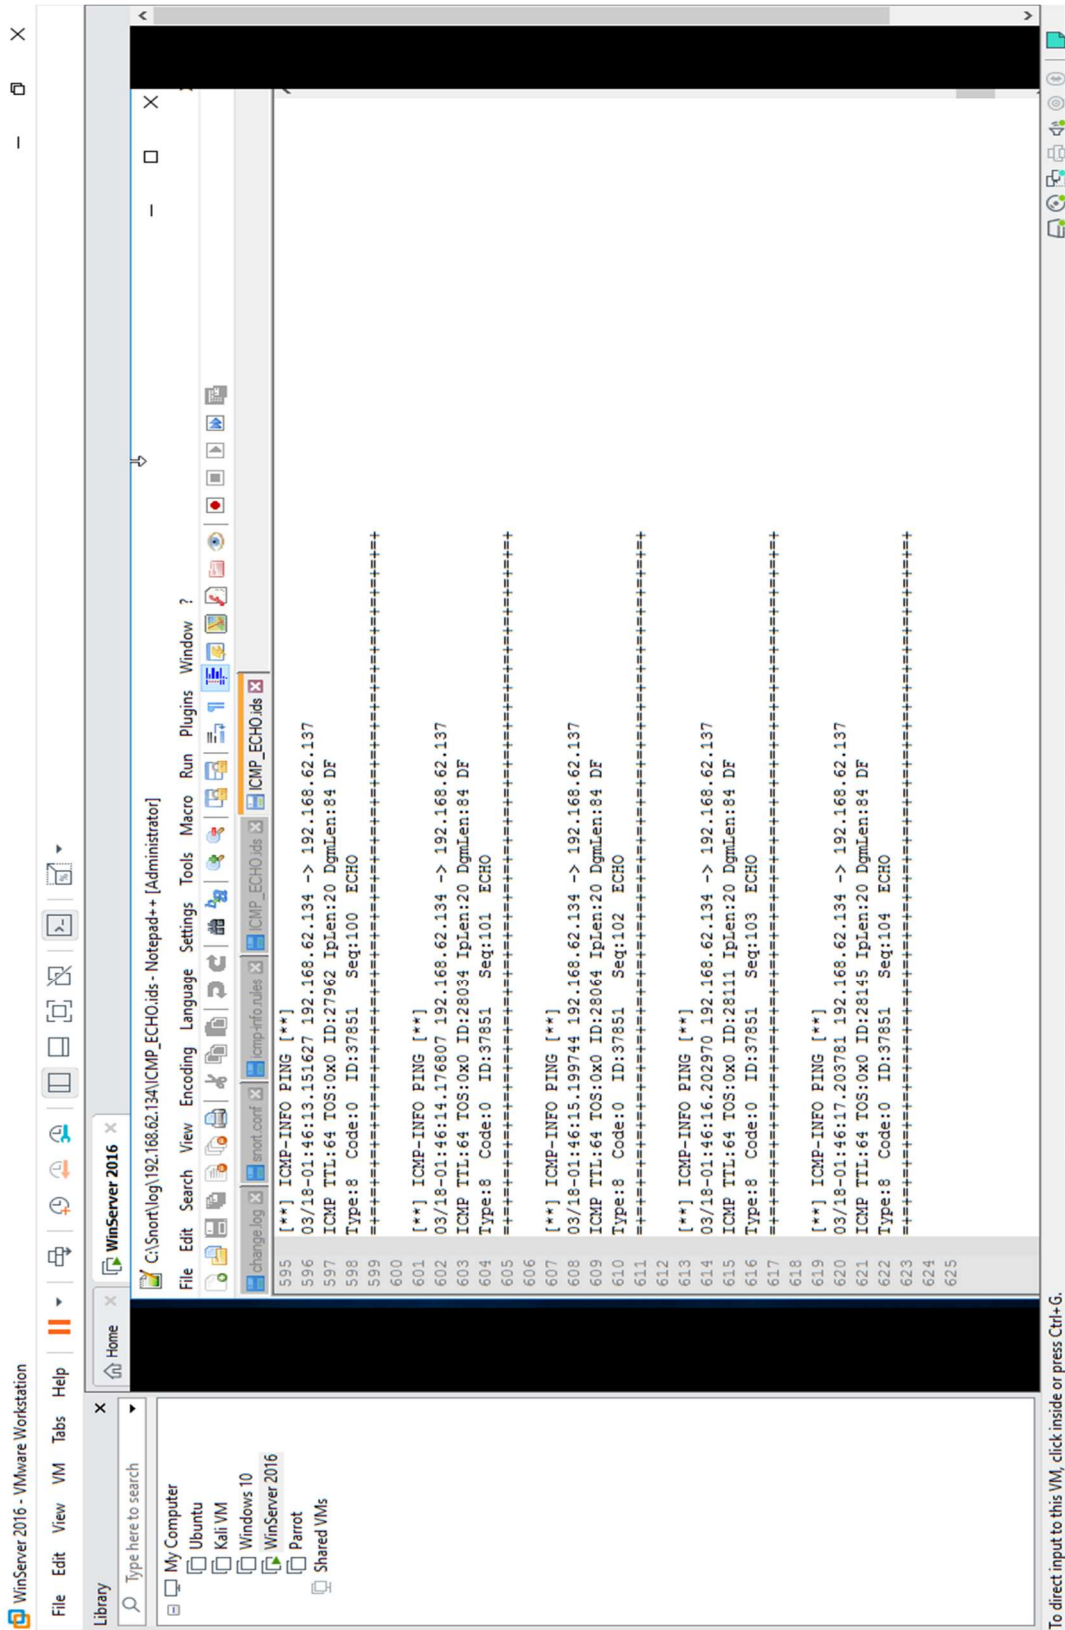 WinServer 2016 - VMware Workstation
File Edit View VM Tabs Help
Library
Type here to search
My Computer
Ubuntu
Kali VM
Windows 10
WinServer 2016
Parrot
Shared VMs
Home
WinServer 2016
C:\Snort\log\192.168.62.134\ICMP_ECHO.ids - Notepad++ [Administrator]
File Edit Search View Encoding Language Settings Tools Macro Run Plugins Window ?
change.log snort.conf icmp-info.rules ICMP_ECHO.ids ICMP_ECHO.ids
595 [**] ICMP-INFO PING [**]
596 03/18-01:46:13.151627 192.168.62.134 -> 192.168.62.137
597 ICMP TTL:64 TOS:0x0 ID:27962 IpLen:20 DgmLen:84 DF
598 Type:8 Code:0 ID:37851 Seq:100 ECHO
599 =+=+=+=+=+=+=+=+=+=+=+=+=+=+=+=+=+=+=+=+=+=+=+=+=+=+=+=+=+=+=+=+=+=+=+=+=+
600
601 [**] ICMP-INFO PING [**]
602 03/18-01:46:14.176807 192.168.62.134 -> 192.168.62.137
603 ICMP TTL:64 TOS:0x0 ID:28034 IpLen:20 DgmLen:84 DF
604 Type:8 Code:0 ID:37851 Seq:101 ECHO
605 =+=+=+=+=+=+=+=+=+=+=+=+=+=+=+=+=+=+=+=+=+=+=+=+=+=+=+=+=+=+=+=+=+=+=+=+=+
606
607 [**] ICMP-INFO PING [**]
608 03/18-01:46:15.199744 192.168.62.134 -> 192.168.62.137
609 ICMP TTL:64 TOS:0x0 ID:28064 IpLen:20 DgmLen:84 DF
610 Type:8 Code:0 ID:37851 Seq:102 ECHO
611 =+=+=+=+=+=+=+=+=+=+=+=+=+=+=+=+=+=+=+=+=+=+=+=+=+=+=+=+=+=+=+=+=+=+=+=+=+
612
613 [**] ICMP-INFO PING [**]
614 03/18-01:46:16.202970 192.168.62.134 -> 192.168.62.137
615 ICMP TTL:64 TOS:0x0 ID:28111 IpLen:20 DgmLen:84 DF
616 Type:8 Code:0 ID:37851 Seq:103 ECHO
617 =+=+=+=+=+=+=+=+=+=+=+=+=+=+=+=+=+=+=+=+=+=+=+=+=+=+=+=+=+=+=+=+=+=+=+=+=+
618
619 [**] ICMP-INFO PING [**]
620 03/18-01:46:17.203781 192.168.62.134 -> 192.168.62.137
621 ICMP TTL:64 TOS:0x0 ID:28145 IpLen:20 DgmLen:84 DF
622 Type:8 Code:0 ID:37851 Seq:104 ECHO
623 =+=+=+=+=+=+=+=+=+=+=+=+=+=+=+=+=+=+=+=+=+=+=+=+=+=+=+=+=+=+=+=+=+=+=+=+=+
624
625
To direct input to this VM, click inside or press Ctrl+G.